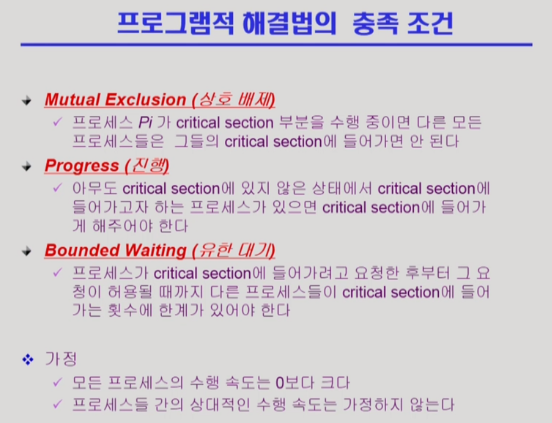 프로그램적 해결법의 충족 조건
Mutual Exclusion (상호 배제)
프로세스 Pi 가 critical section 부분을 수행 중이면 다른 모든
프로세스들은 그들의 critical section에 들어가면 안 된다
Progress (진행)
아무도 critical section에 있지 않은 상태에서 critical section에
들어가고자 하는 프로세스가 있으면 critical section에 들어가
게 해주어야 한다
Bounded Waiting (유한 대기)
프로세스가 critical section에 들어가려고 요청한 후부터 그 요
청이 허용될 때까지 다른 프로세스들이 critical section에 들어
가는 횟수에 한계가 있어야 한다
가정
모든 프로세스의 수행 속도는 0보다 크다
프로세스들 간의 상대적인 수행 속도는 가정하지 않는다